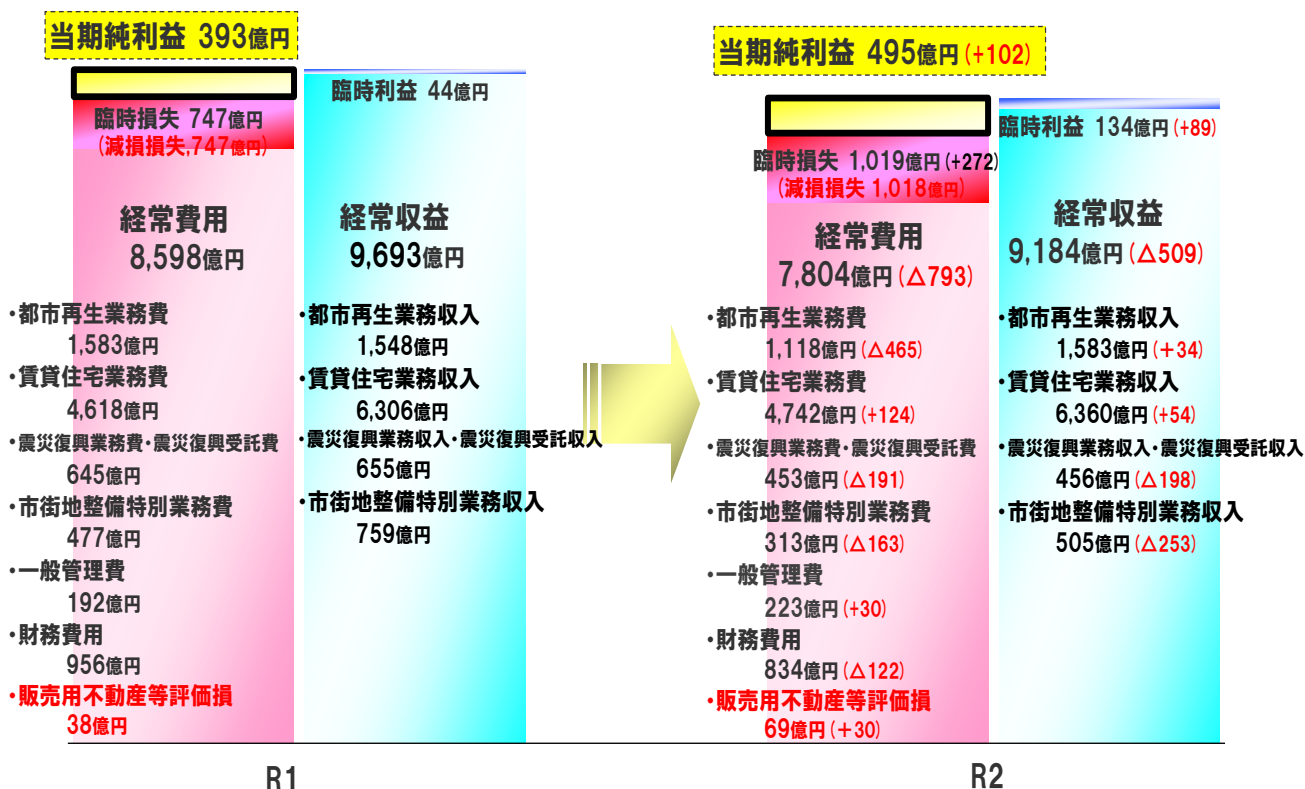 当期純利益 393億円
臨時損失 747億円
(減損損失,747億円)
経常費用
8,598億円
・都市再生業務費
1,583億円
・賃貸住宅業務費
4,618億円
・震災復興業務費・震災復興受託費
645億円
・市街地整備特別業務費
477億円
・一般管理費
192億円
・財務費用
956億円
・販売用不動産等評価損
38億円
臨時利益 44億円
経常収益
9,693億円
・都市再生業務収入
1,548億円
・賃貸住宅業務収入
6,306億円
・震災復興業務収入・震災復興受託収入
655億円
・市街地整備特別業務収入
759億円
R1
当期純利益 495億円(+102)
臨時損失 1,019億円(+272)
(減損損失 1,018億円)
経常費用
7,804億円(△793)
・都市再生業務費
1,118億円(△465)
・賃貸住宅業務費
4,742億円(+124)
・震災復興業務費・震災復興受託費
453億円(△191)
・市街地整備特別業務費
313億円(△163)
・一般管理費
223億円(+30)
・財務費用
834億円(△122)
・販売用不動産等評価損
69億円(+30)
臨時利益 134億円(+89)
経常収益
9,184億円(△509)
・都市再生業務収入
1,583億円(+34)
・賃貸住宅業務収入
6,360億円(+54)
・震災復興業務収入・震災復興受託収入
456億円(△198)
・市街地整備特別業務収入
505億円(△253)
R2